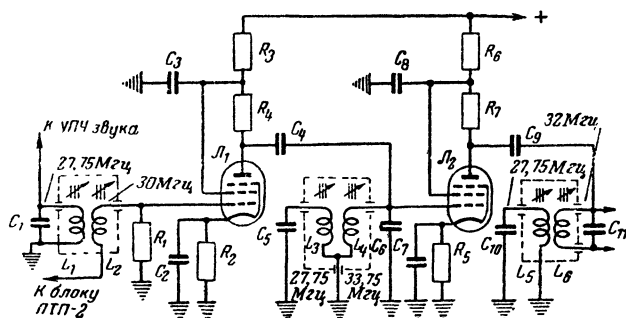 +
R3
R6
C3
C8
R4
R7
К УПЧ звука
Л1
C4
Л2
C9
32Мгц
27,75Мгц
30Мгц
27,75Мгц
C1
R1
C5
L3
L4
C6
C7
C10
C11
L1
L2
C2
R2
R5
L5
L6
К блоку
ПТП-2
27,75
Мгц
33,75
Мгц